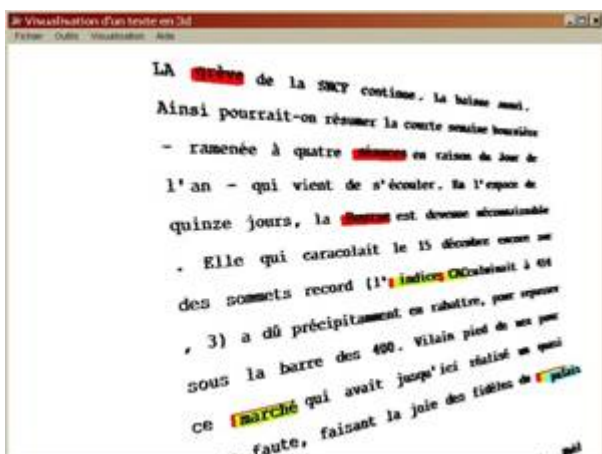 Visualisation d'un texte en 3d
Fichier Outils Visualisation Aide
LA grève de la SNCF continue. La baisse aussi.
Ainsi pourrait-on résumer la courte semaine boursière
- ramenée à quatre séances en raison du Jour de
l'an - qui vient de s'écouler. En l'espace de
quinze jours, la Bourse est devenue méconnaissable
. Elle qui caracolait le 15 décembre encore sur
des sommets record (l' indice CAC culminait à
, 3) a dû précipitamment en rabattre, pour repasser
sous la barre des 400. Vilain pied de nez pour
ce marché qui avait jusqu'ici réalisé un quasi
faute, faisant la joie des fidèles du palais